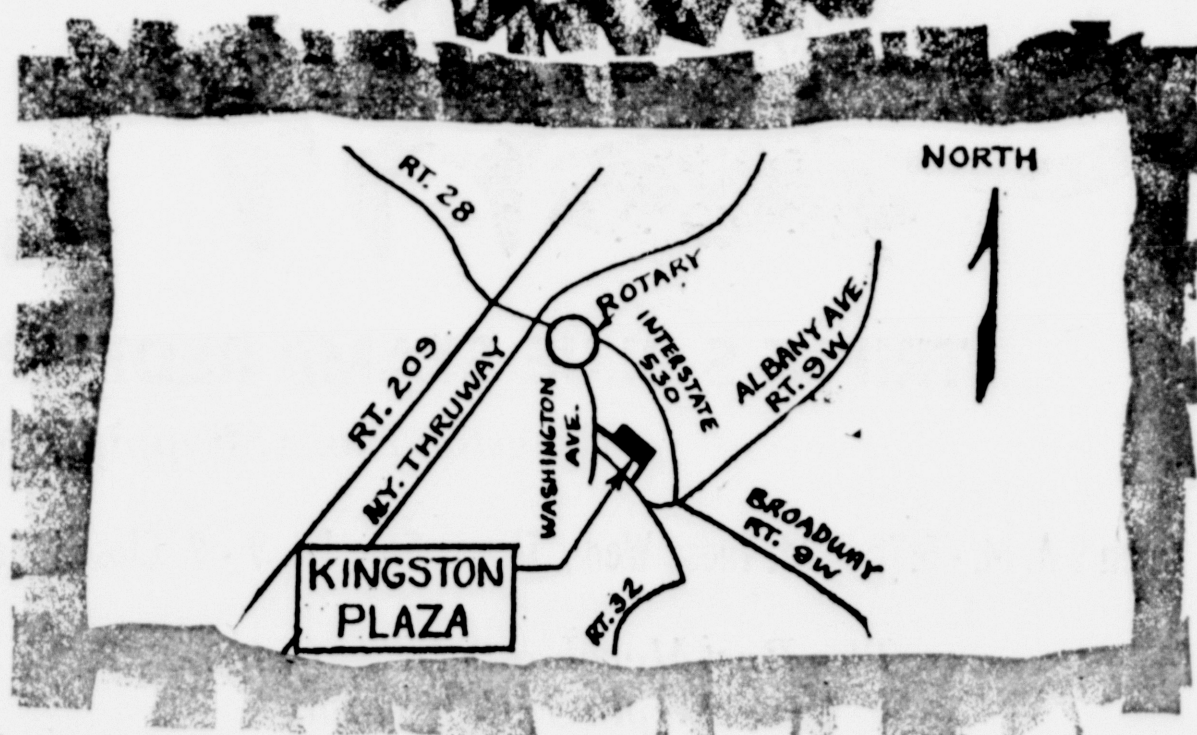 NORTH
RT. 28
ROTARY
INTERSTATE
530
ALBANY AVE.
RT. 9W
RT. 209
N.Y. THRUWAY
WASHINGTON
AVE.
BROADWAY
RT. 9W
KINGSTON
PLAZA
RT. 32